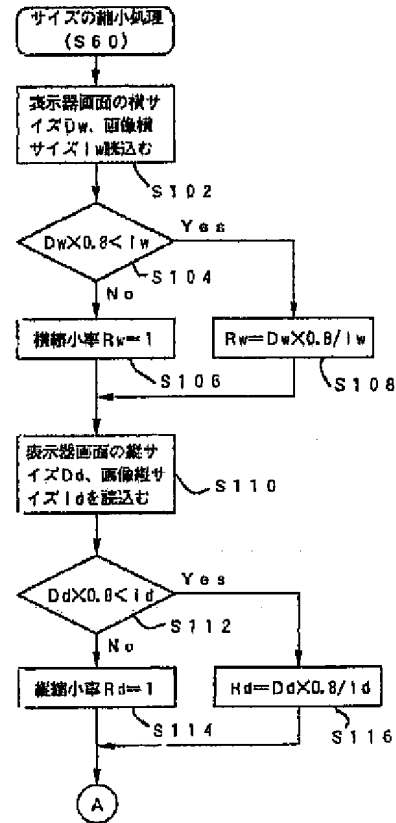 サイズの縮小処理
(S60)
表示器画面の横サ
イズDw、画像横
サイズIw読込む
S102
Dw×0.8<Iw
Yes
S104
No
横縮小率Rw=1
Rw=Dw×0.8/Iw
S106
S108
表示器画面の縦サ
イズDd、画像縦サ
イズIdを読込む
S110
Dd×0.8<Id
Yes
S112
No
縦縮小率Rd=1
Rd=Dd×0.8/Id
S114
S116
A